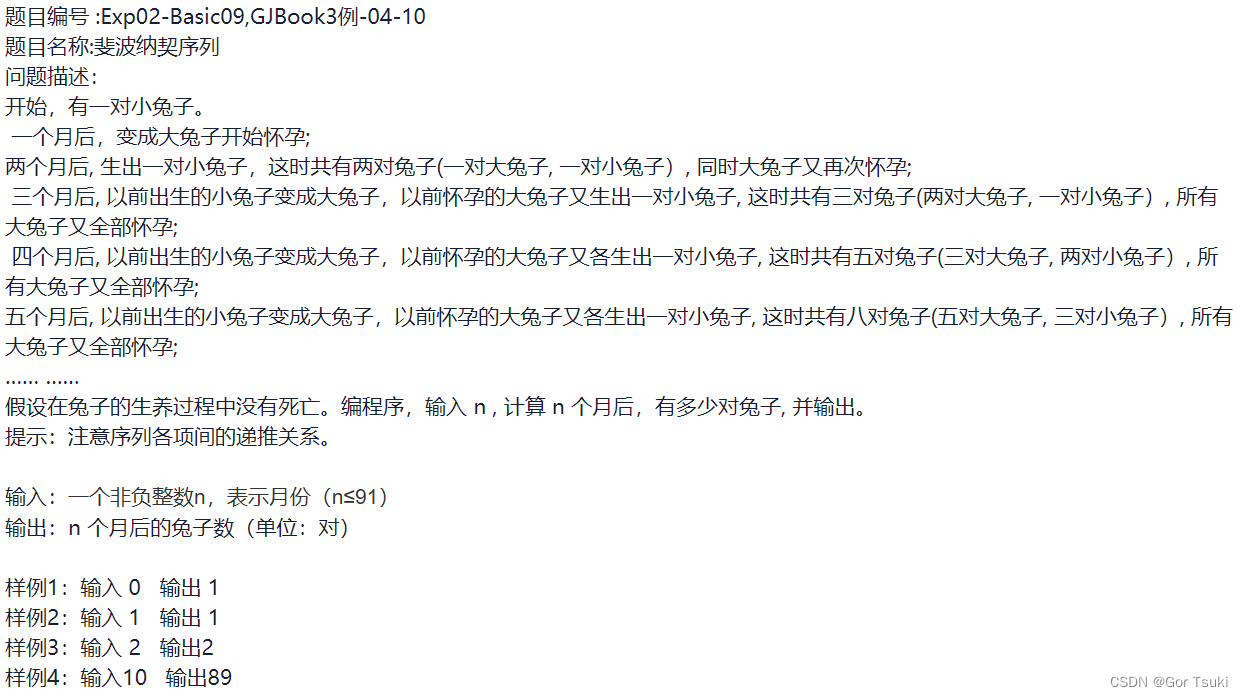 题目编号 :Exp02-Basic09,GJBook3例-04-10
题目名称:斐波纳契序列
问题描述：
开始，有一对小兔子。
一个月后，变成大兔子开始怀孕;
两个月后, 生出一对小兔子，这时共有两对兔子(一对大兔子, 一对小兔子）, 同时大兔子又再次怀孕;
三个月后, 以前出生的小兔子变成大兔子，以前怀孕的大兔子又生出一对小兔子, 这时共有三对兔子(两对大兔子, 一对小兔子）, 所有
大兔子又全部怀孕;
四个月后, 以前出生的小兔子变成大兔子，以前怀孕的大兔子又各生出一对小兔子, 这时共有五对兔子(三对大兔子, 两对小兔子）, 所
有大兔子又全部怀孕;
五个月后, 以前出生的小兔子变成大兔子，以前怀孕的大兔子又各生出一对小兔子, 这时共有八对兔子(五对大兔子, 三对小兔子）, 所有
大兔子又全部怀孕;
…… ……
假设在兔子的生养过程中没有死亡。编程序，输入 n , 计算 n 个月后，有多少对兔子, 并输出。
提示：注意序列各项间的递推关系。
输入：一个非负整数n，表示月份（n≤91）
输出：n 个月后的兔子数（单位：对）
样例1：输入 0 输出 1
样例2：输入 1 输出 1
样例3：输入 2 输出2
样例4：输入10 输出89
CSDN @Gor Tsuki